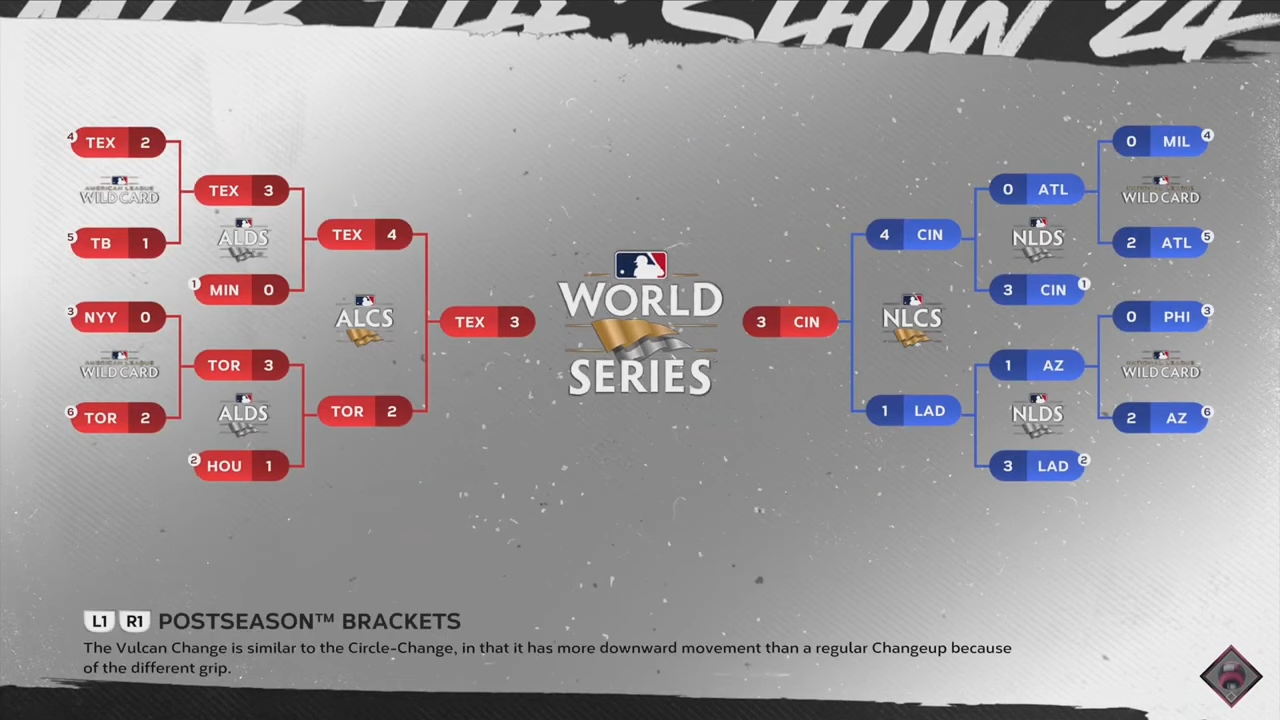 MLB THE SHOW 24
4 TEX 2
AMERICAN LEAGUE
WILD CARD
5 TB 1
TEX 3
ALDS
1 MIN 0
3 NYY 0
AMERICAN LEAGUE
WILD CARD
6 TOR 2
TOR 3
ALDS
2 HOU 1
TEX 4
ALCS
TOR 2
TEX 3
WORLD
SERIES
3 CIN
4 CIN
NLCS
1 LAD
0 ATL
NLDS
3 CIN 1
1 AZ
NLDS
3 LAD 2
0 MIL 4
WILD CARD
2 ATL 5
0 PHI 3
NATIONAL LEAGUE
WILD CARD
2 AZ 6
L1 R1 POSTSEASON™ BRACKETS
The Vulcan Change is similar to the Circle-Change, in that it has more downward movement than a regular Changeup because
of the different grip.